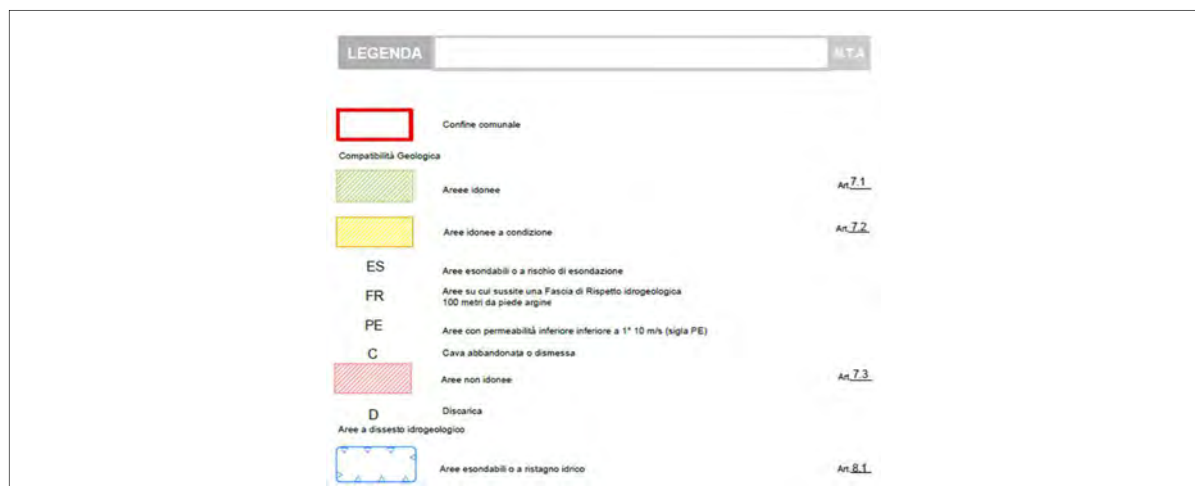 LEGENDA N.T.A
Confine comunale
Compatibilità Geologica
Areee idonee Art.7.1
Aree idonee a condizione Art.7.2
ES Aree esondabili o a rischio di esondazione
FR Aree su cui sussite una Fascia di Rispetto idrogeologica
100 metri da piede argine
PE Aree con permeabilità inferiore inferiore a 1* 10 m/s (sigla PE)
C Cava abbandonata o dismessa
Aree non idonee Art.7.3
D Discarica
Aree a dissesto idrogeologico
Aree esondabili o a ristagno idrico Art.8.1